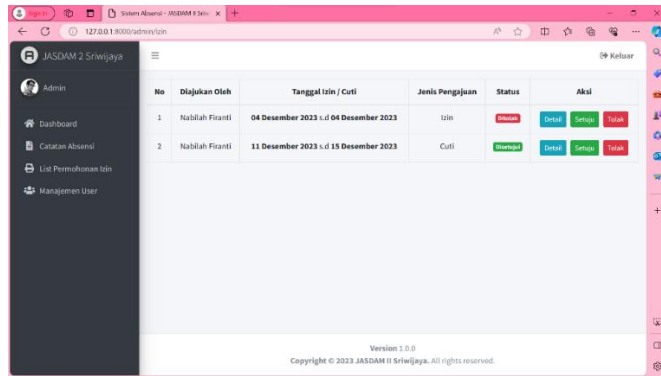 Sign in
Sistem Absensi - JASDAM II Sriwi
127.0.0.1:8000/admin/izin
JASDAM 2 Sriwijaya
Keluar
Admin
Dashboard
Catatan Absensi
List Permohonan Izin
Manajemen User
No Diajukan Oleh Tanggal Izin / Cuti Jenis Pengajuan Status Aksi
1 Nabilah Firanti 04 Desember 2023 s.d 04 Desember 2023 Izin Ditolak Detail Setuju Tolak
2 Nabilah Firanti 11 Desember 2023 s.d 15 Desember 2023 Cuti Disetujui Detail Setuju Tolak
Version 1.0.0
Copyright © 2023 JASDAM II Sriwijaya. All rights reserved.